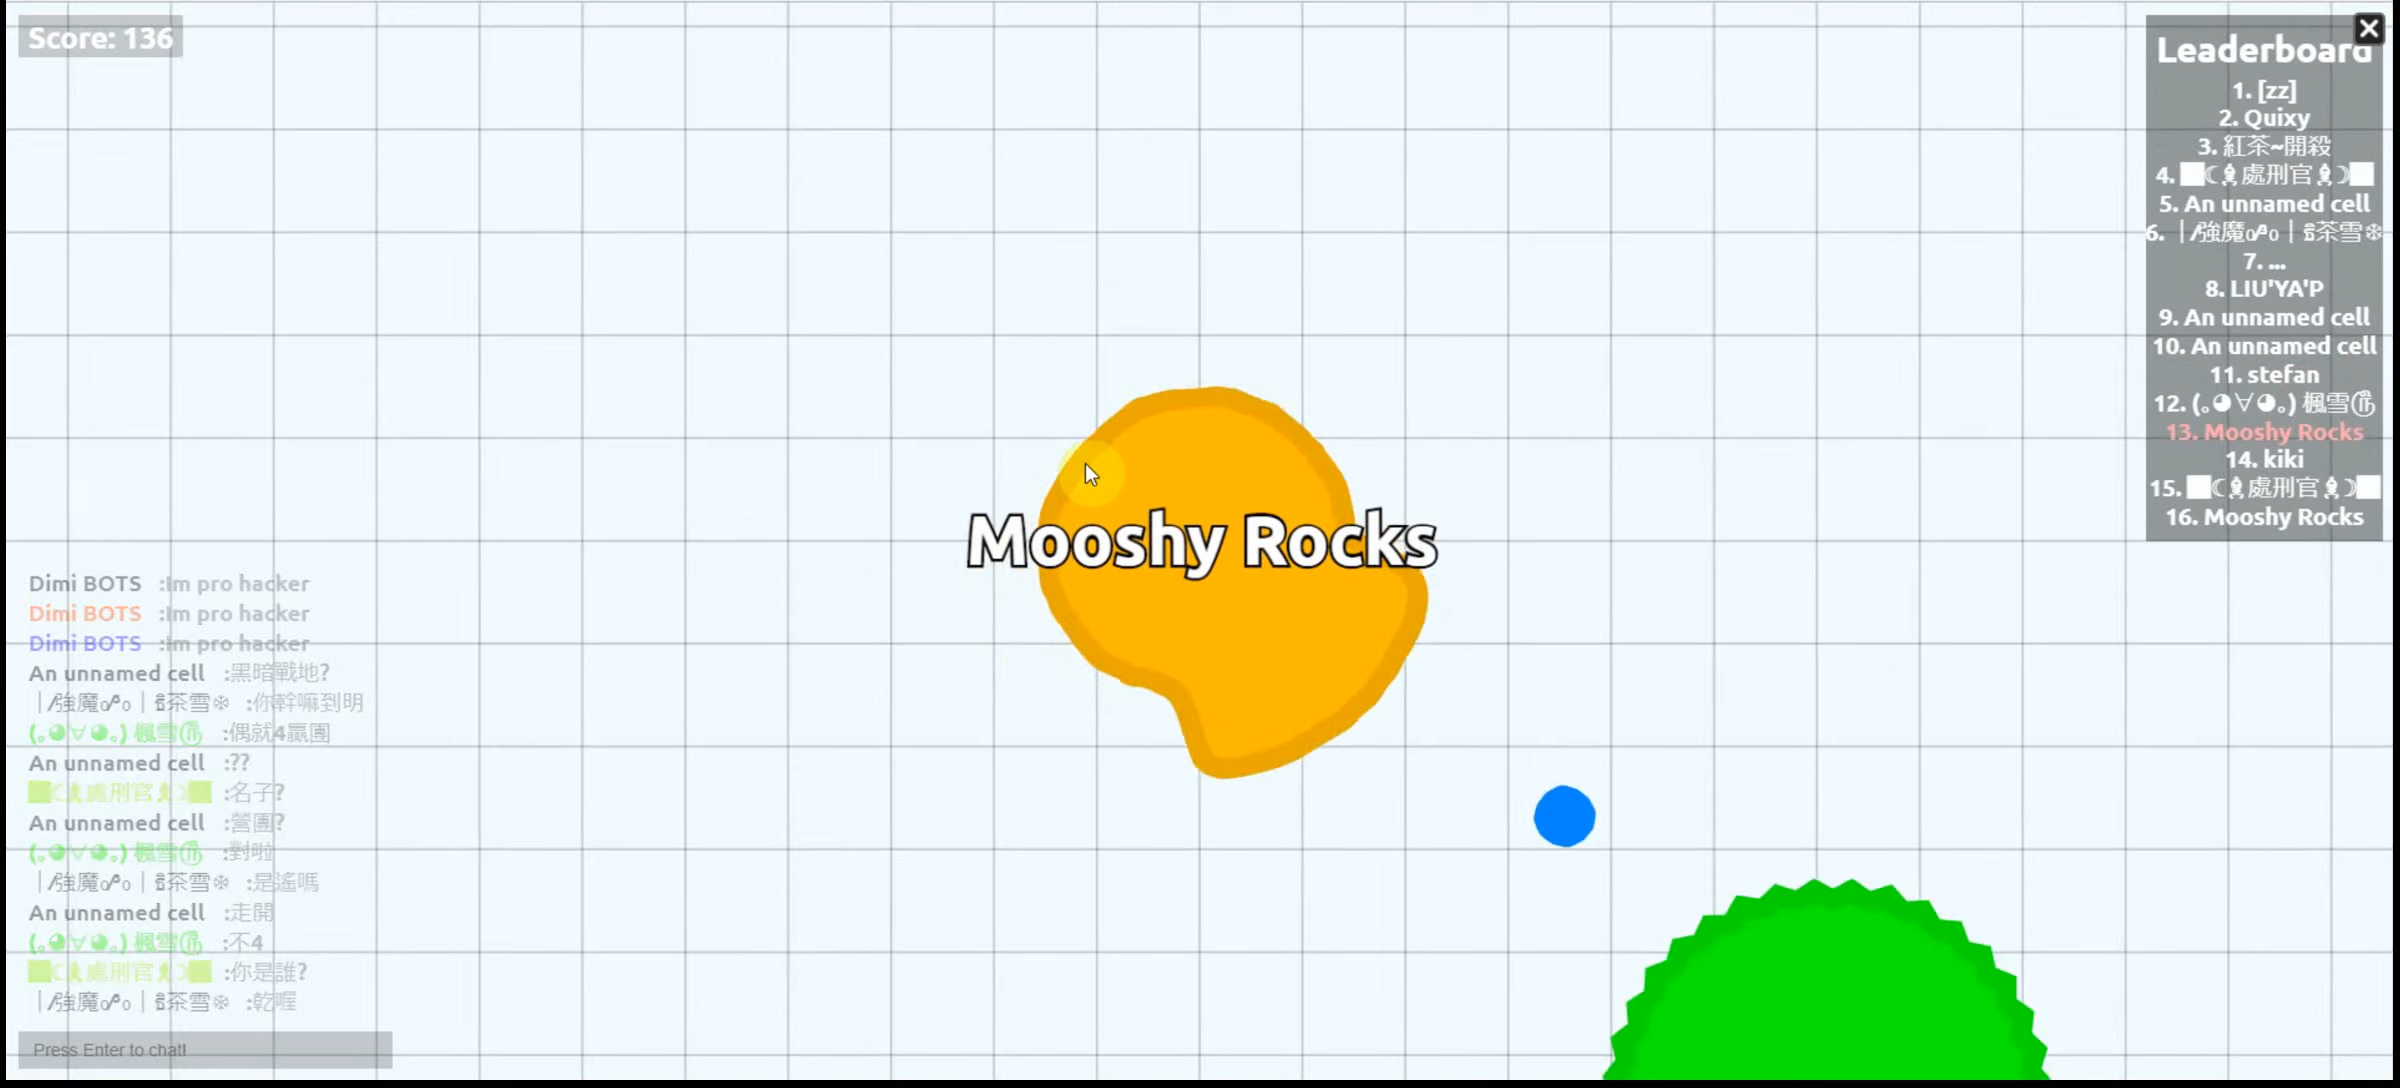 Score: 136
Leaderboard
1. [zz]
2. Quixy
3. 紅茶~開殺
4. 處刑官
5. An unnamed cell
6. 強魔 茶雪❄
7. ...
8. LIU'YA'P
9. An unnamed cell
10. An unnamed cell
11. stefan
12. (｡◕∀◕｡) 楓雪
13. Mooshy Rocks
14. kiki
15. 處刑官
16. Mooshy Rocks
Mooshy Rocks
Dimi BOTS :Im pro hacker
Dimi BOTS :Im pro hacker
Dimi BOTS :Im pro hacker
An unnamed cell :黑暗戰地?
強魔 茶雪❄ :你幹嘛到明
(｡◕∀◕｡) 楓雪 :偶就4贏團
An unnamed cell :??
處刑官 :名子?
An unnamed cell :營團?
(｡◕∀◕｡) 楓雪 :對啦
強魔 茶雪❄ :是遙嗎
An unnamed cell :走開
(｡◕∀◕｡) 楓雪 :不4
處刑官 :你是誰?
強魔 茶雪❄ :乾喔
Press Enter to chat!